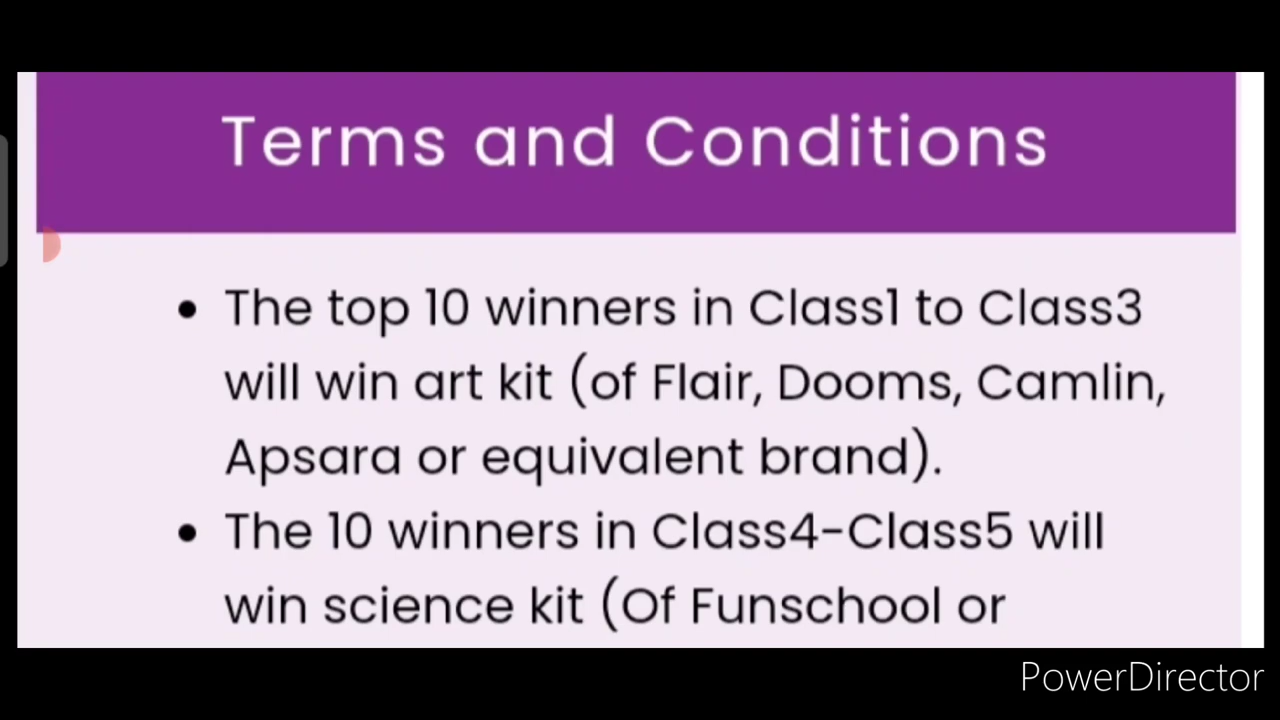 Terms and Conditions
• The top 10 winners in Class1 to Class3
will win art kit (of Flair, Dooms, Camlin,
Apsara or equivalent brand).
• The 10 winners in Class4-Class5 will
win science kit (Of Funschool or
PowerDirector